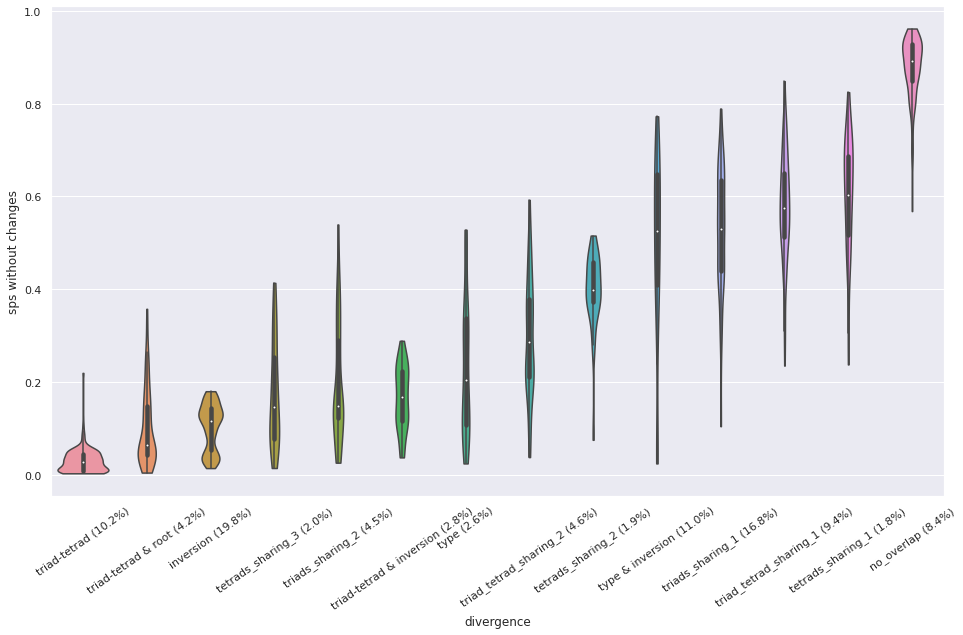 1.0
0.8
0.6
0.4
0.2
0.0
sps without changes
triad-tetrad (10.2%)
triad-tetrad & root (4.2%)
inversion (19.8%)
tetrads_sharing_3 (2.0%)
triads_sharing_2 (4.5%)
triad-tetrad & inversion (2.8%)
type (2.6%)
triad_tetrad_sharing_2 (4.6%)
tetrads_sharing_2 (1.9%)
type & inversion (11.0%)
triads_sharing_1 (16.8%)
triad_tetrad_sharing_1 (9.4%)
tetrads_sharing_1 (1.8%)
no_overlap (8.4%)
divergence